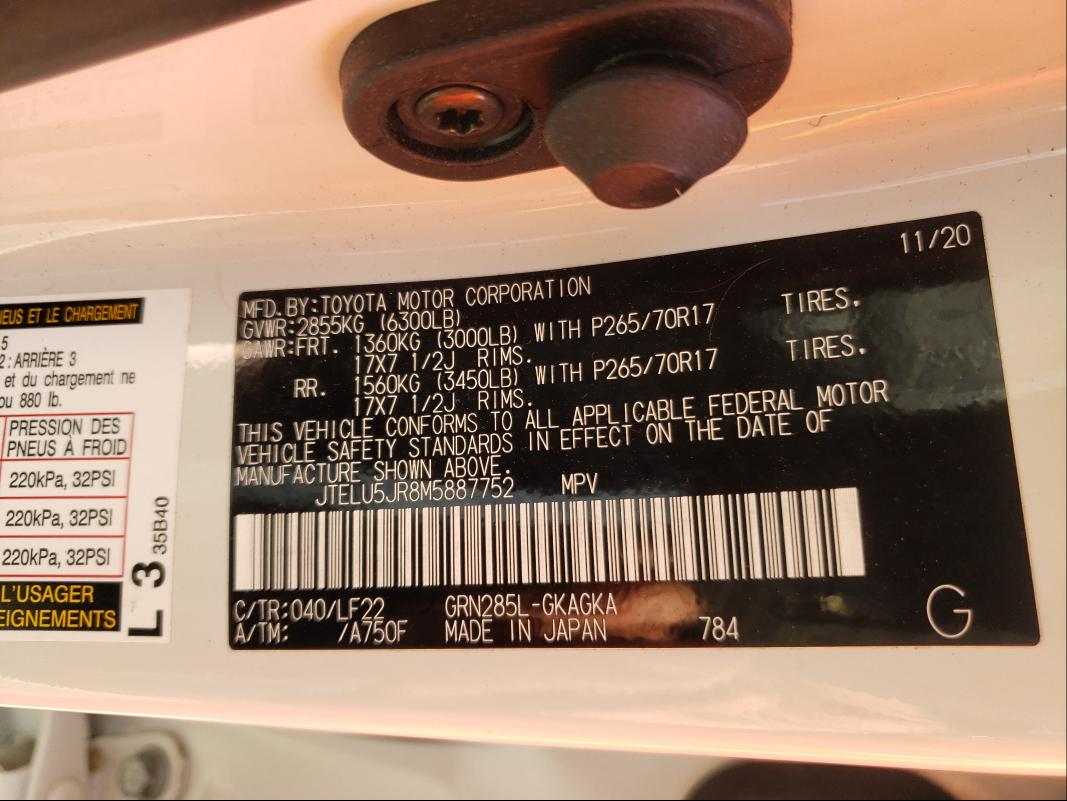 NEUS ET LE CHARGEMENT
5
2 : ARRIÈRE 3
et du chargement ne
ou 880 lb.
PRESSION DES
PNEUS À FROID
220kPa, 32PSI
220kPa, 32PSI
220kPa, 32PSI
L'USAGER
EIGNEMENTS
L 3 35B40
11/20
MFD.BY:TOYOTA MOTOR CORPORATION
GVWR:2855KG (6300LB)
GAWR:FRT. 1360KG (3000LB) WITH P265/70R17 TIRES,
17X7 1/2J RIMS.
RR. 1560KG (3450LB) WITH P265/70R17 TIRES.
17X7 1/2J RIMS.
THIS VEHICLE CONFORMS TO ALL APPLICABLE FEDERAL MOTOR
VEHICLE SAFETY STANDARDS IN EFFECT ON THE DATE OF
MANUFACTURE SHOWN ABOVE.
JTELU5JR8M5887752 MPV
C/TR:040/LF22 GRN285L-GKAGKA
A/TM: /A750F MADE IN JAPAN 784
G